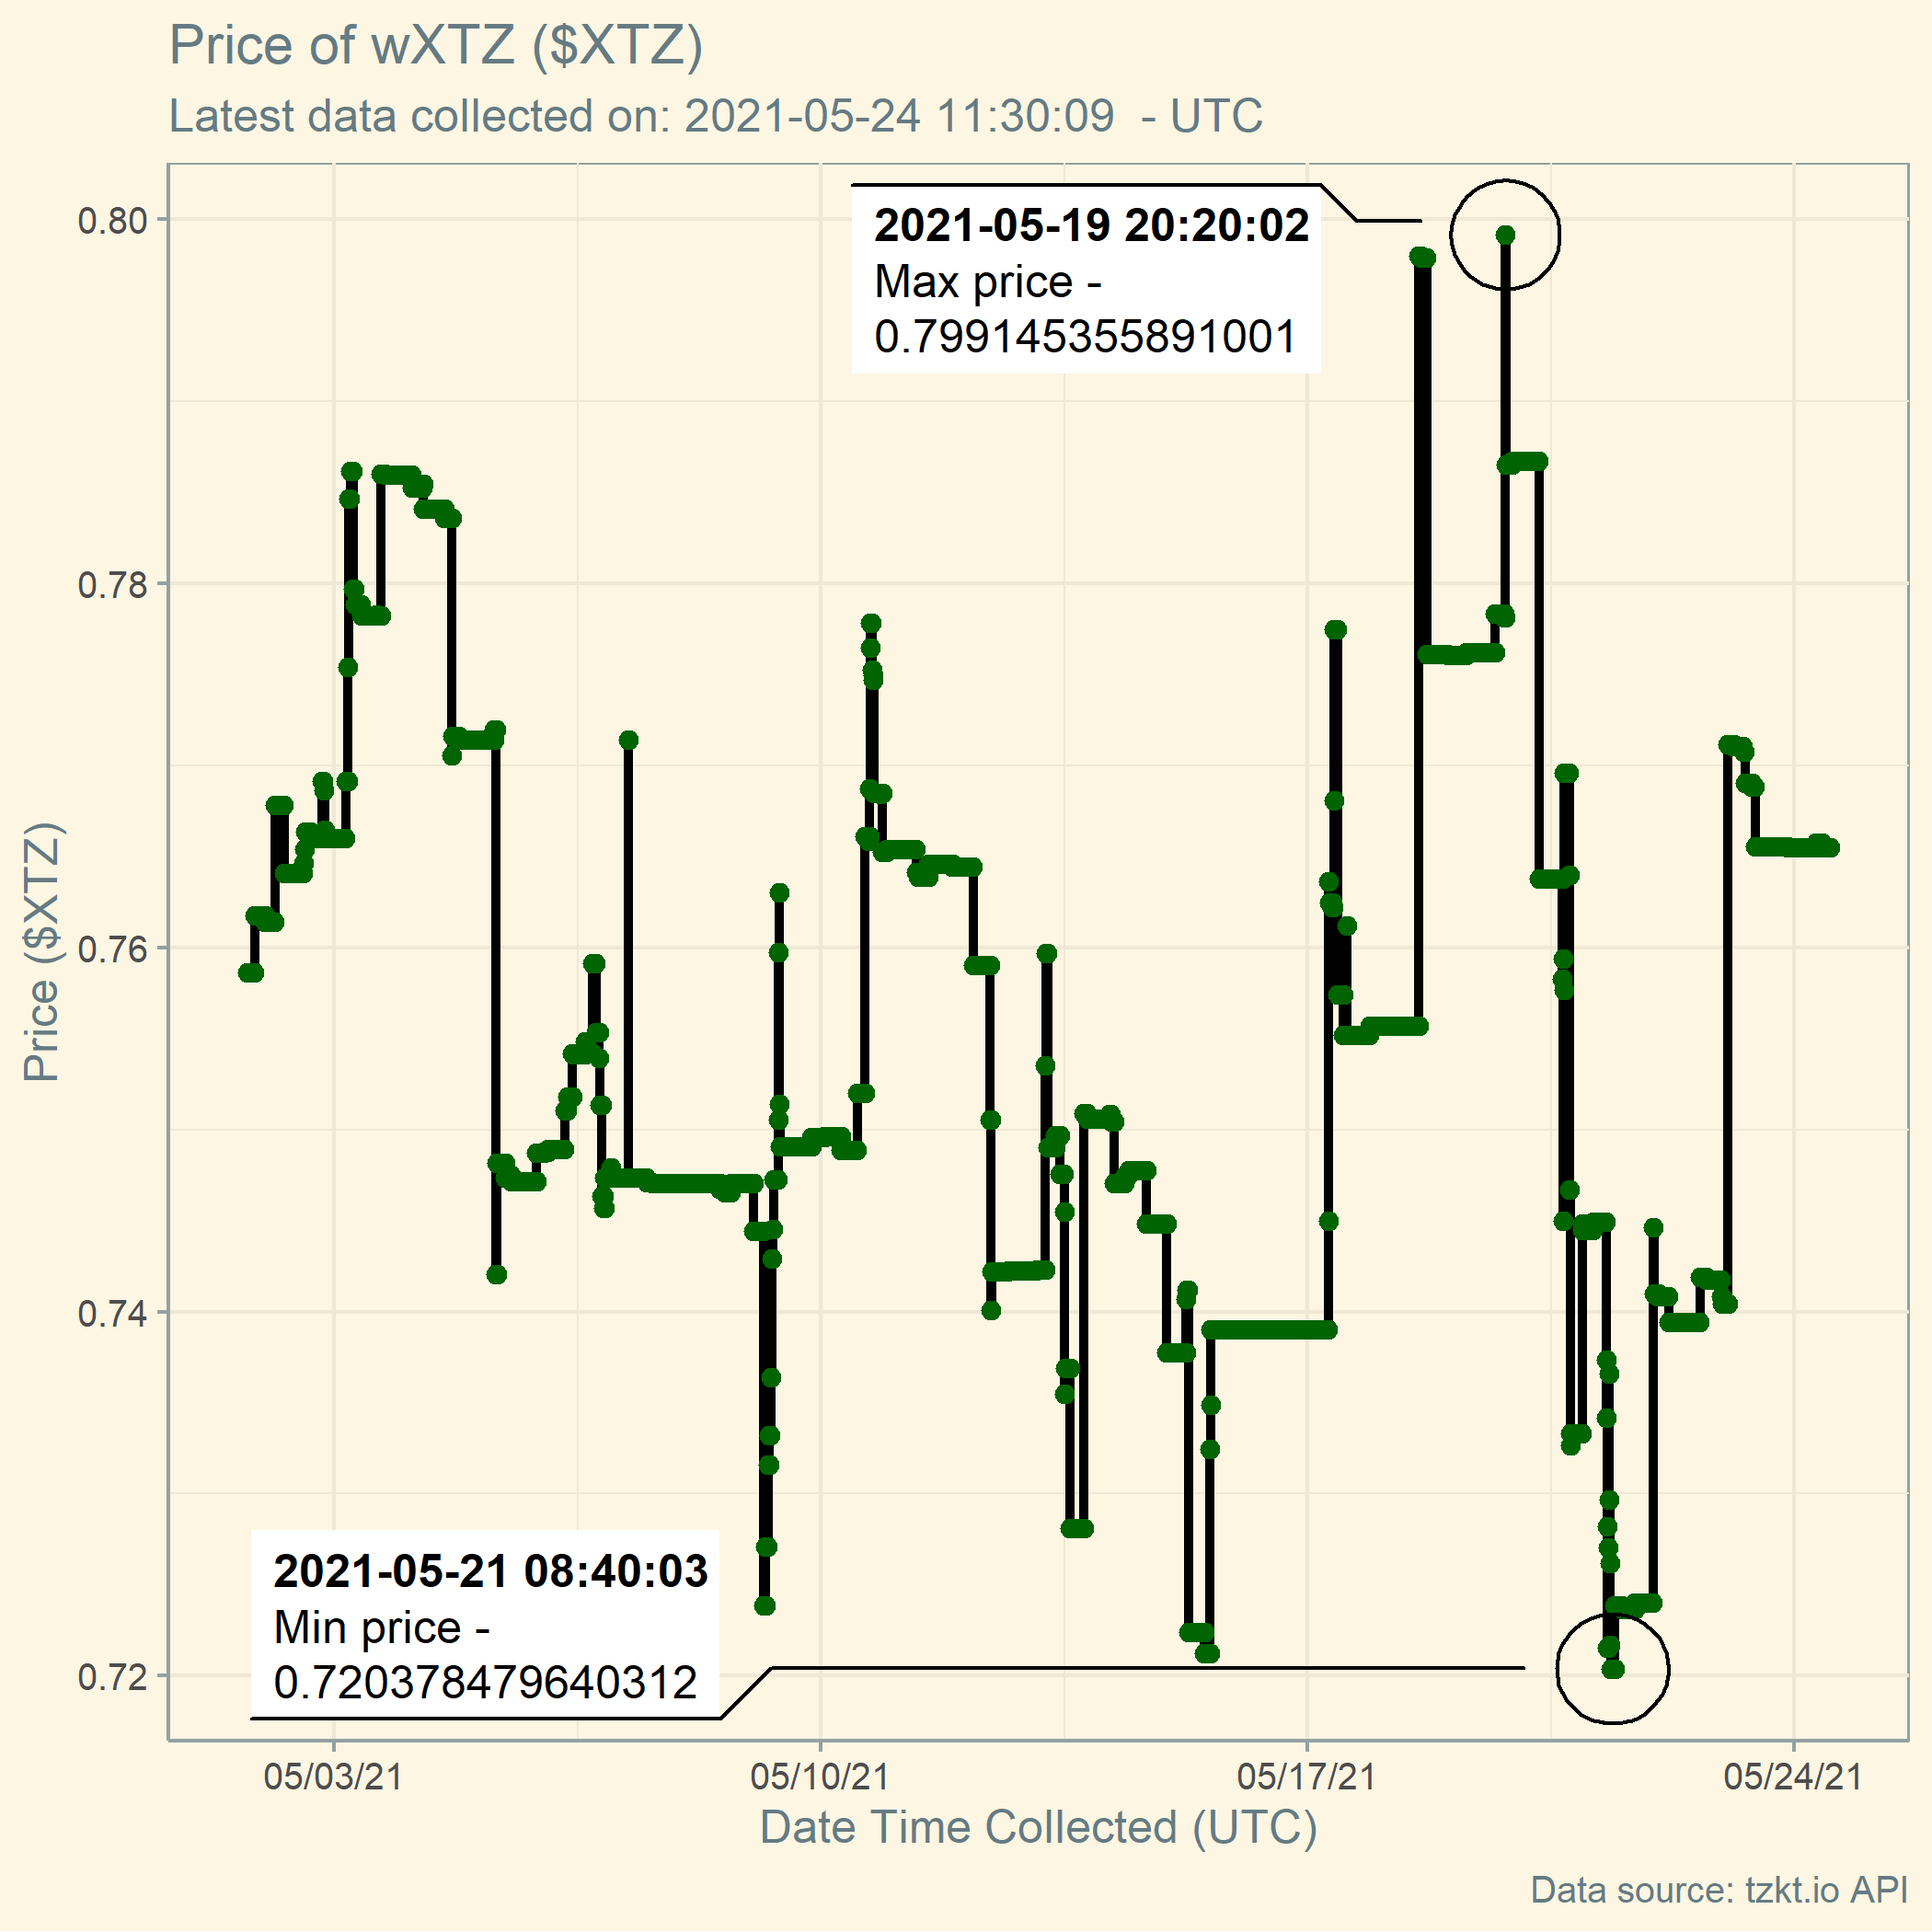 Price of wXTZ ($XTZ)
Latest data collected on: 2021-05-24 11:30:09  - UTC
2021-05-19 20:20:02
Max price -
0.799145355891001
0.80
0.78
0.76
0.74
0.72
Price ($XTZ)
2021-05-21 08:40:03
Min price -
0.720378479640312
05/03/21
05/10/21
05/17/21
05/24/21
Date Time Collected (UTC)
Data source: tzkt.io API